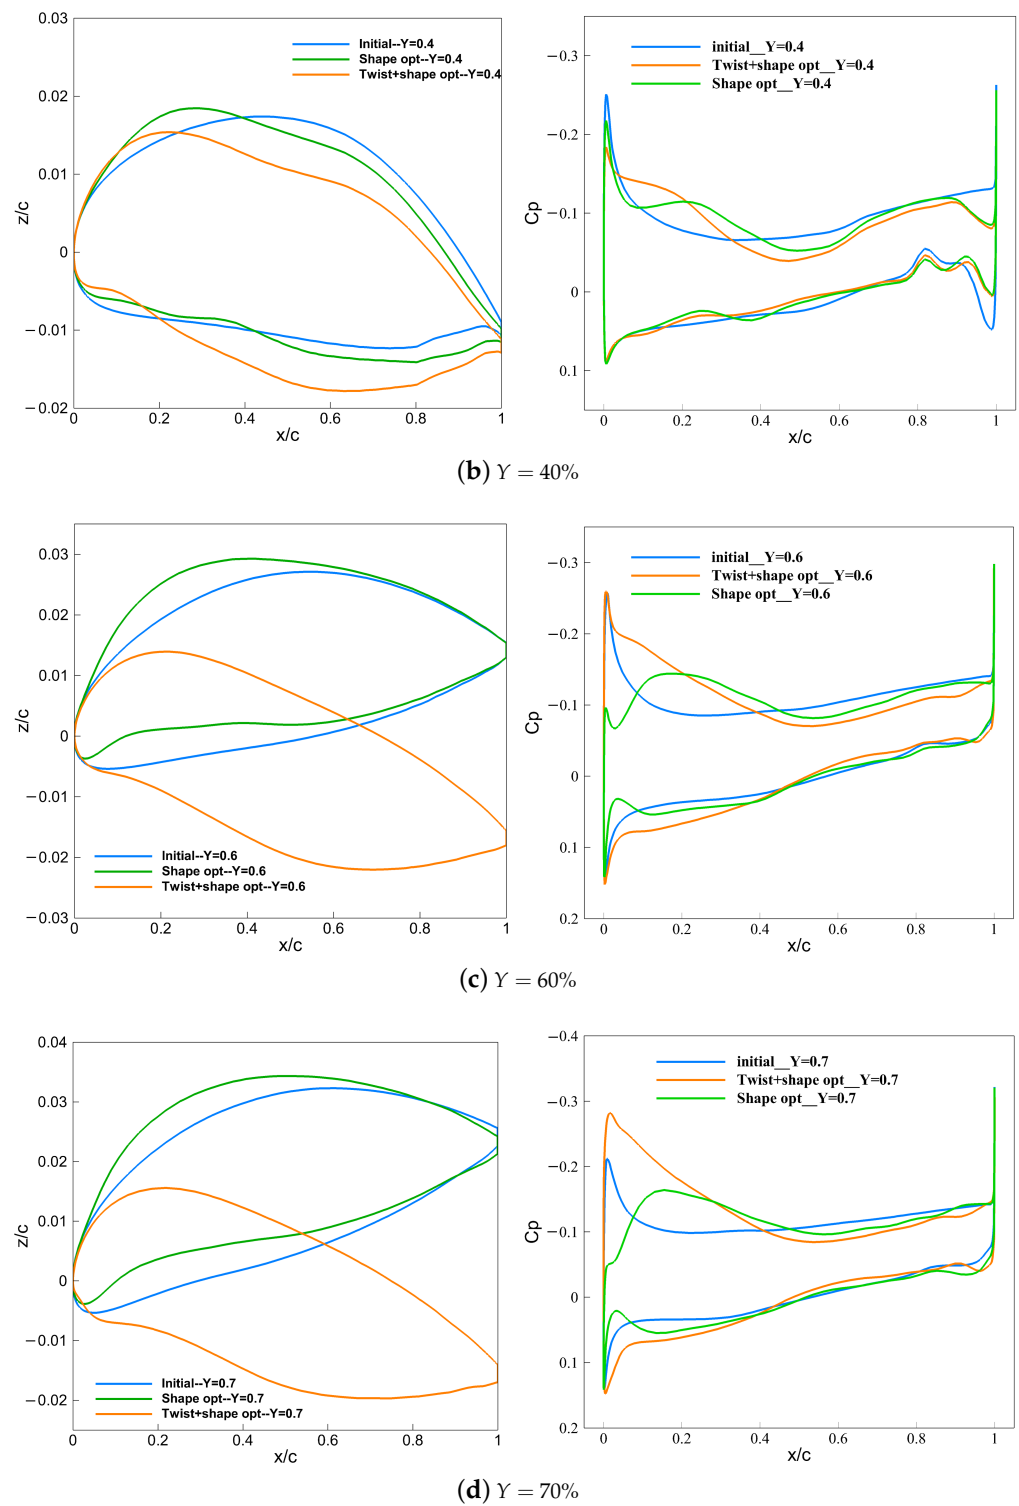 0.03
0.02
0.01
0
−0.01
−0.02
z/c
0
0.2
0.4
0.6
0.8
1
x/c
Initial--Y=0.4
Shape opt--Y=0.4
Twist+shape opt--Y=0.4
−0.3
−0.2
−0.1
0
0.1
Cp
0
0.2
0.4
0.6
0.8
1
x/c
initial__Y=0.4
Twist+shape opt__Y=0.4
Shape opt__Y=0.4
(b) Y = 40%
0.03
0.02
0.01
0
−0.01
−0.02
−0.03
z/c
0
0.2
0.4
0.6
0.8
1
x/c
Initial--Y=0.6
Shape opt--Y=0.6
Twist+shape opt--Y=0.6
−0.3
−0.2
−0.1
0
0.1
0.2
Cp
0
0.2
0.4
0.6
0.8
1
x/c
initial__Y=0.6
Twist+shape opt__Y=0.6
Shape opt__Y=0.6
(c) Y = 60%
0.04
0.03
0.02
0.01
0
−0.01
−0.02
z/c
0
0.2
0.4
0.6
0.8
1
x/c
Initial--Y=0.7
Shape opt--Y=0.7
Twist+shape opt--Y=0.7
−0.4
−0.3
−0.2
−0.1
0
0.1
0.2
Cp
0
0.2
0.4
0.6
0.8
1
x/c
initial__Y=0.7
Twist+shape opt__Y=0.7
Shape opt__Y=0.7
(d) Y = 70%